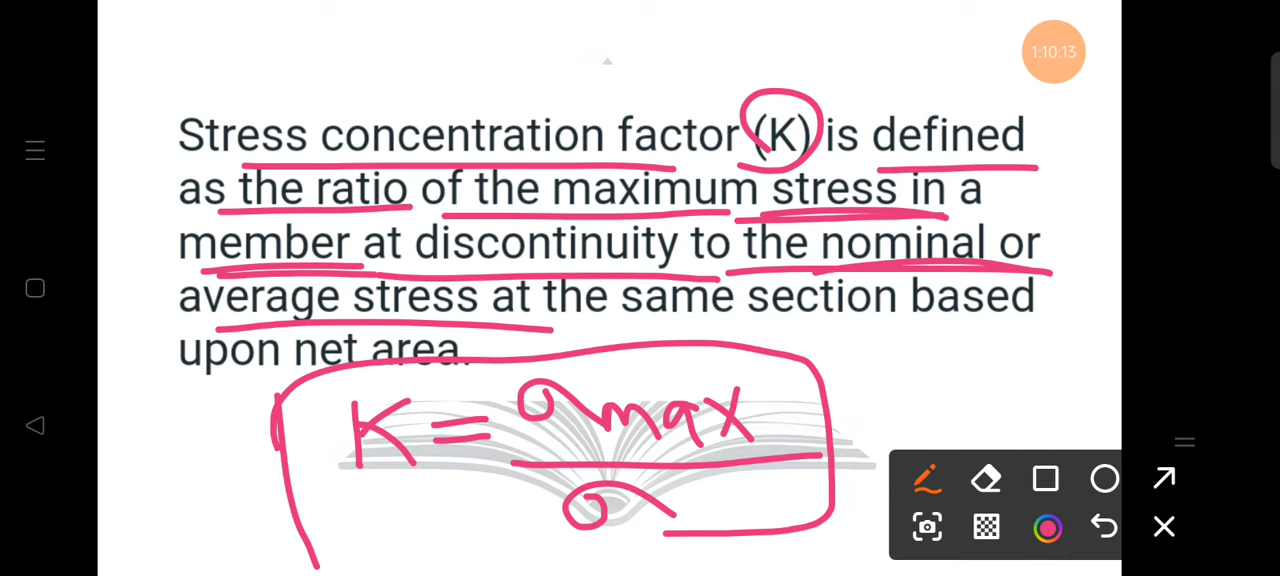 1:10:13
Stress concentration factor (K) is defined
as the ratio of the maximum stress in a
member at discontinuity to the nominal or
average stress at the same section based
upon net area.
K = σmax
σ